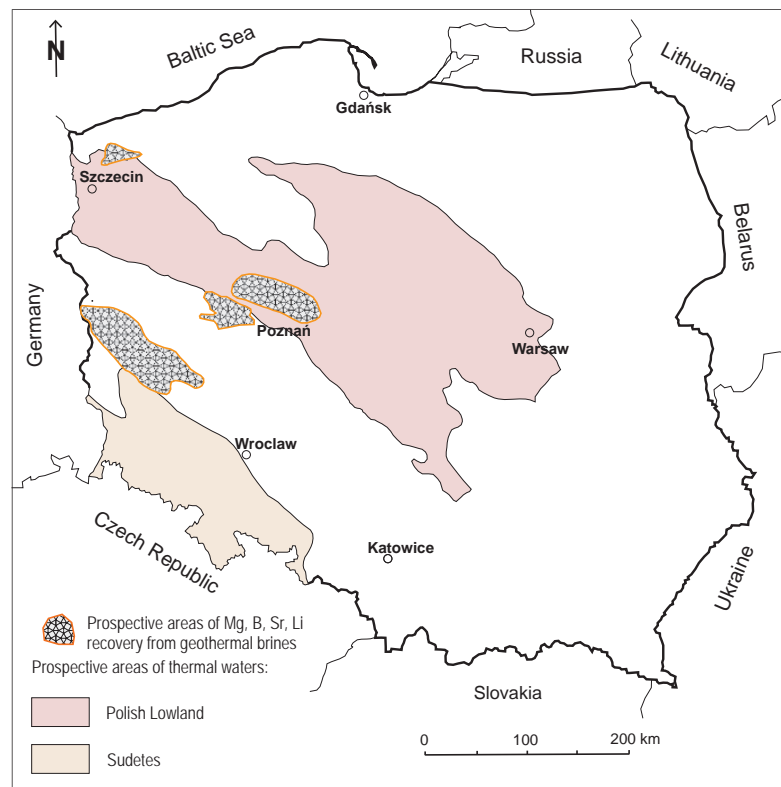 N
Baltic Sea
Russia
Lithuania
Gdańsk
Szczecin
Belarus
Germany
Poznań
Warsaw
Wroclaw
Czech Republic
Katowice
Ukraine
Slovakia
Prospective areas of Mg, B, Sr, Li
recovery from geothermal brines
Prospective areas of thermal waters:
Polish Lowland
Sudetes
0 100 200 km